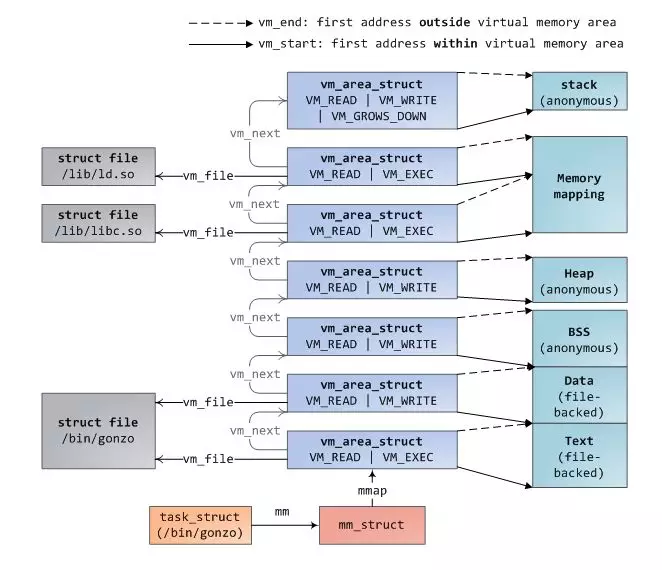 vm_end: first address outside virtual memory area
vm_start: first address within virtual memory area
vm_area_struct
VM_READ | VM_WRITE
| VM_GROWS_DOWN
stack
(anonymous)
vm_next
struct file
/lib/ld.so
vm_file
vm_area_struct
VM_READ | VM_EXEC
Memory
mapping
vm_next
struct file
/lib/libc.so
vm_file
vm_area_struct
VM_READ | VM_EXEC
vm_next
vm_area_struct
VM_READ | VM_WRITE
Heap
(anonymous)
vm_next
vm_area_struct
VM_READ | VM_WRITE
BSS
(anonymous)
vm_next
struct file
/bin/gonzo
vm_file
vm_area_struct
VM_READ | VM_WRITE
Data
(file-
backed)
vm_next
vm_file
vm_area_struct
VM_READ | VM_EXEC
Text
(file-
backed)
mmap
task_struct
(/bin/gonzo)
mm
mm_struct